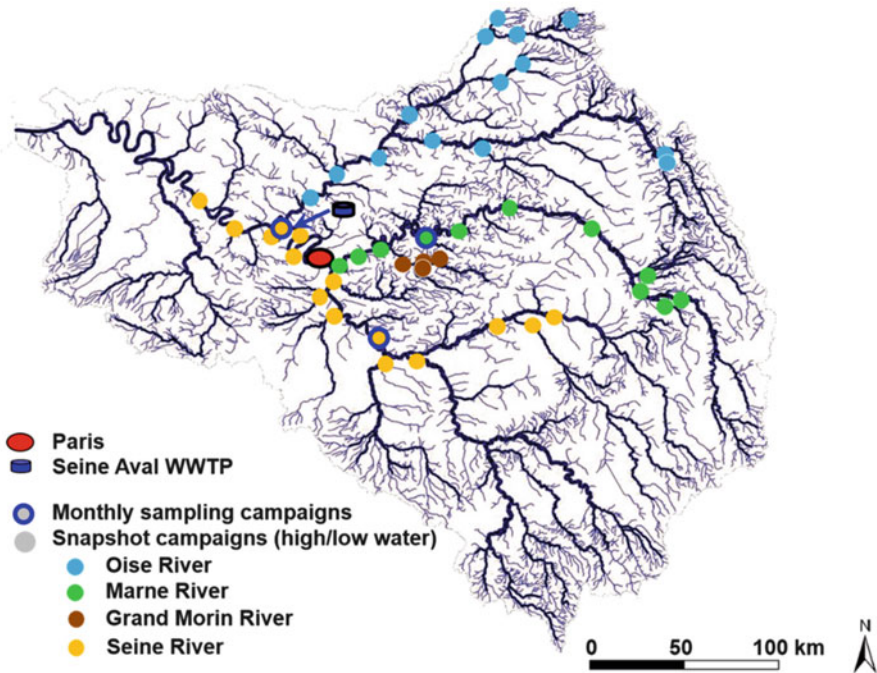 Paris
Seine Aval WWTP
Monthly sampling campaigns
Snapshot campaigns (high/low water)
Oise River
Marne River
Grand Morin River
Seine River
0 50 100 km
N